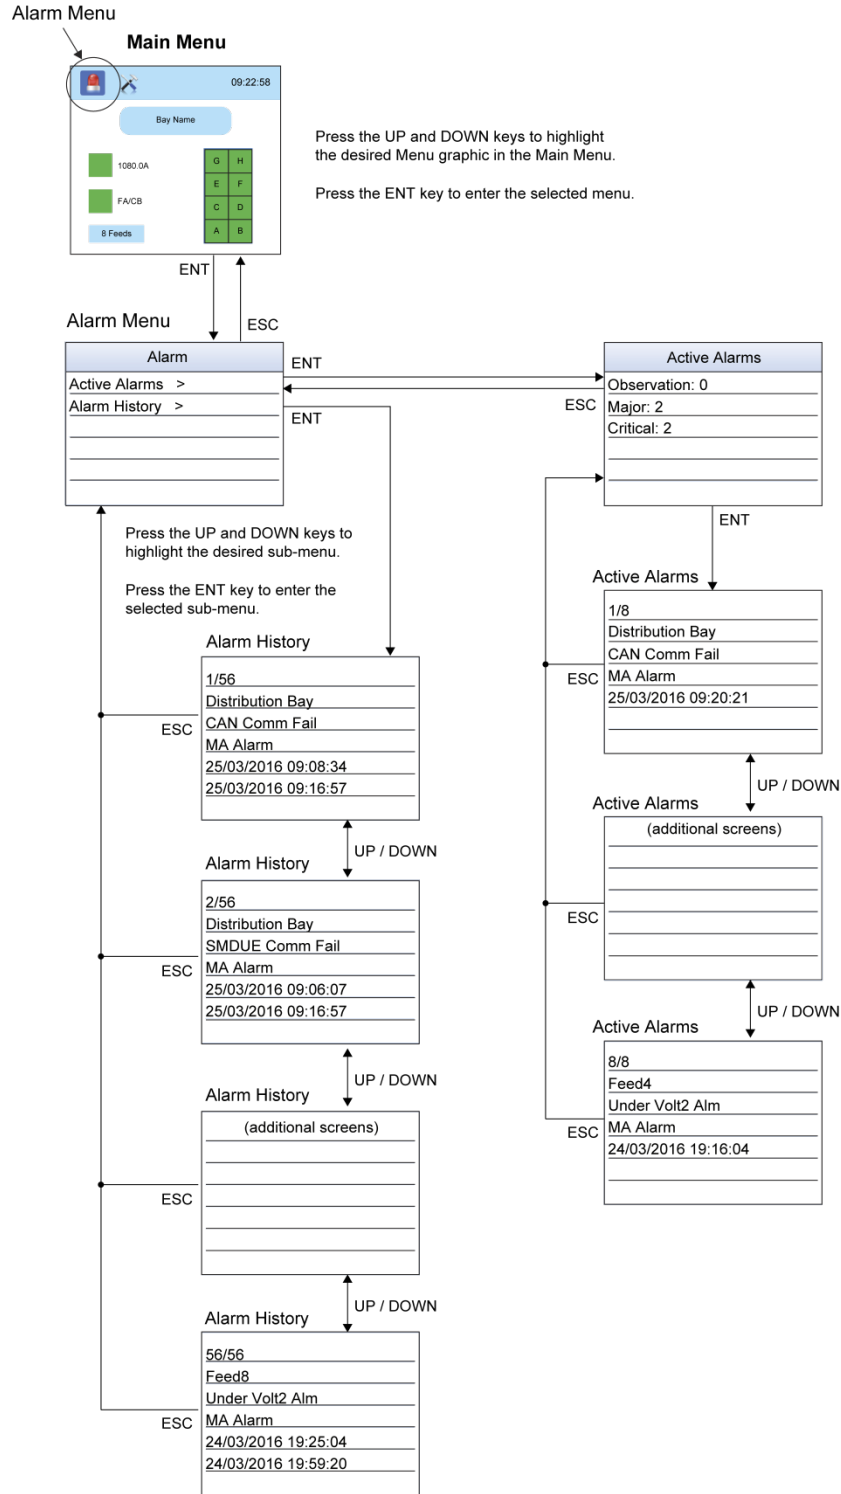 Alarm Menu
Main Menu
09:22:58
Bay Name
1080.0A
FA/CB
8 Feeds
G H
E F
C D
A B
Press the UP and DOWN keys to highlight
the desired Menu graphic in the Main Menu.
Press the ENT key to enter the selected menu.
ENT
ESC
Alarm Menu
Alarm
Active Alarms >
Alarm History >
ENT
ESC
ENT
Active Alarms
Observation: 0
Major: 2
Critical: 2
ENT
Press the UP and DOWN keys to
highlight the desired sub-menu.
Press the ENT key to enter the
selected sub-menu.
Alarm History
1/56
Distribution Bay
CAN Comm Fail
MA Alarm
25/03/2016 09:08:34
25/03/2016 09:16:57
ESC
UP / DOWN
Alarm History
2/56
Distribution Bay
SMDUE Comm Fail
MA Alarm
25/03/2016 09:06:07
25/03/2016 09:16:57
ESC
UP / DOWN
Alarm History
(additional screens)
ESC
UP / DOWN
Alarm History
56/56
Feed8
Under Volt2 Alm
MA Alarm
24/03/2016 19:25:04
24/03/2016 19:59:20
ESC
Active Alarms
1/8
Distribution Bay
CAN Comm Fail
MA Alarm
25/03/2016 09:20:21
ESC
UP / DOWN
Active Alarms
(additional screens)
ESC
UP / DOWN
Active Alarms
8/8
Feed4
Under Volt2 Alm
MA Alarm
24/03/2016 19:16:04
ESC